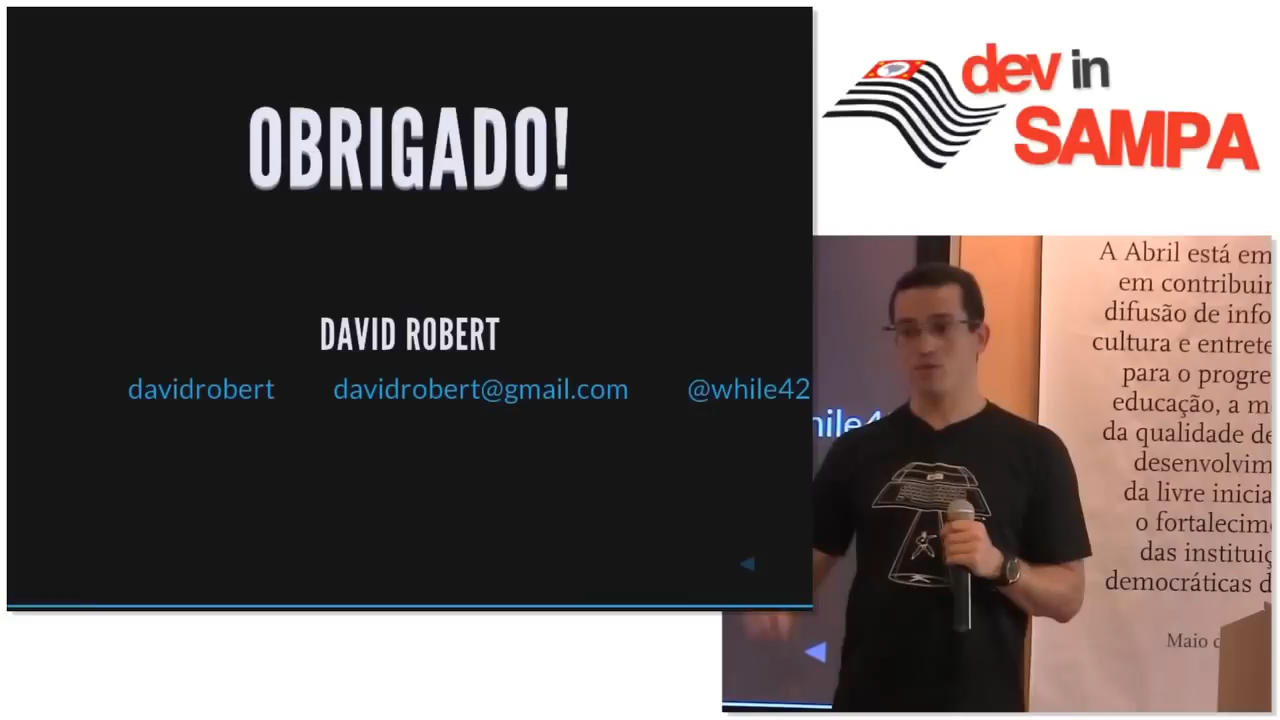 OBRIGADO!
DAVID ROBERT
davidrobert davidrobert@gmail.com @while42
dev in
SAMPA
A Abril está em
em contribuir
difusão de info
cultura e entrete
para o progre
educação, a m
da qualidade de
desenvolvim
da livre inicia
o fortalecim
das instituiç
democráticas d
Maio d